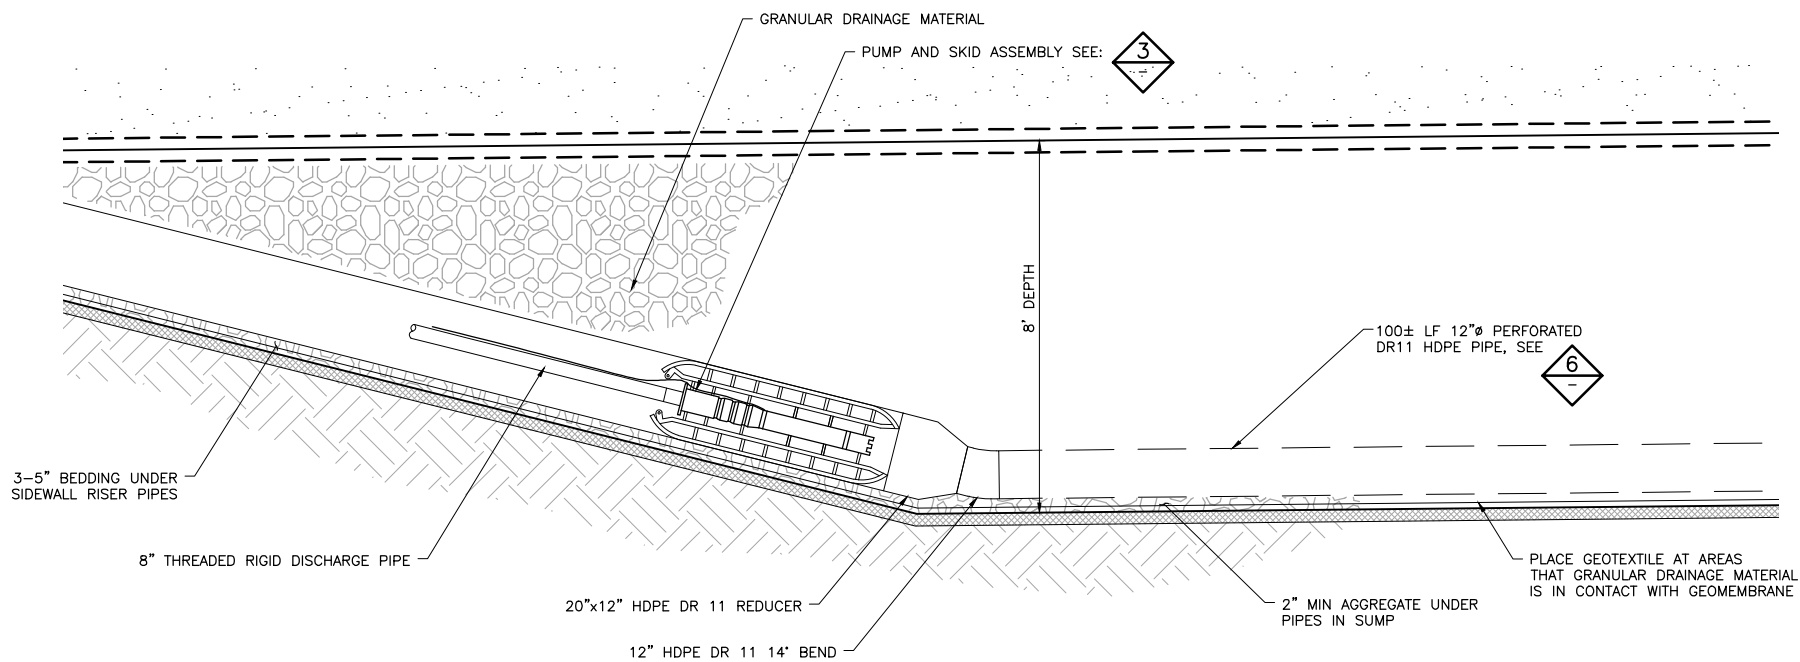 GRANULAR DRAINAGE MATERIAL
PUMP AND SKID ASSEMBLY SEE:
3
-
8' DEPTH
100± LF 12"ø PERFORATED
DR11 HDPE PIPE, SEE
6
-
3-5" BEDDING UNDER
SIDEWALL RISER PIPES
8" THREADED RIGID DISCHARGE PIPE
20"x12" HDPE DR 11 REDUCER
12" HDPE DR 11 14° BEND
2" MIN AGGREGATE UNDER
PIPES IN SUMP
PLACE GEOTEXTILE AT AREAS
THAT GRANULAR DRAINAGE MATERIAL
IS IN CONTACT WITH GEOMEMBRANE